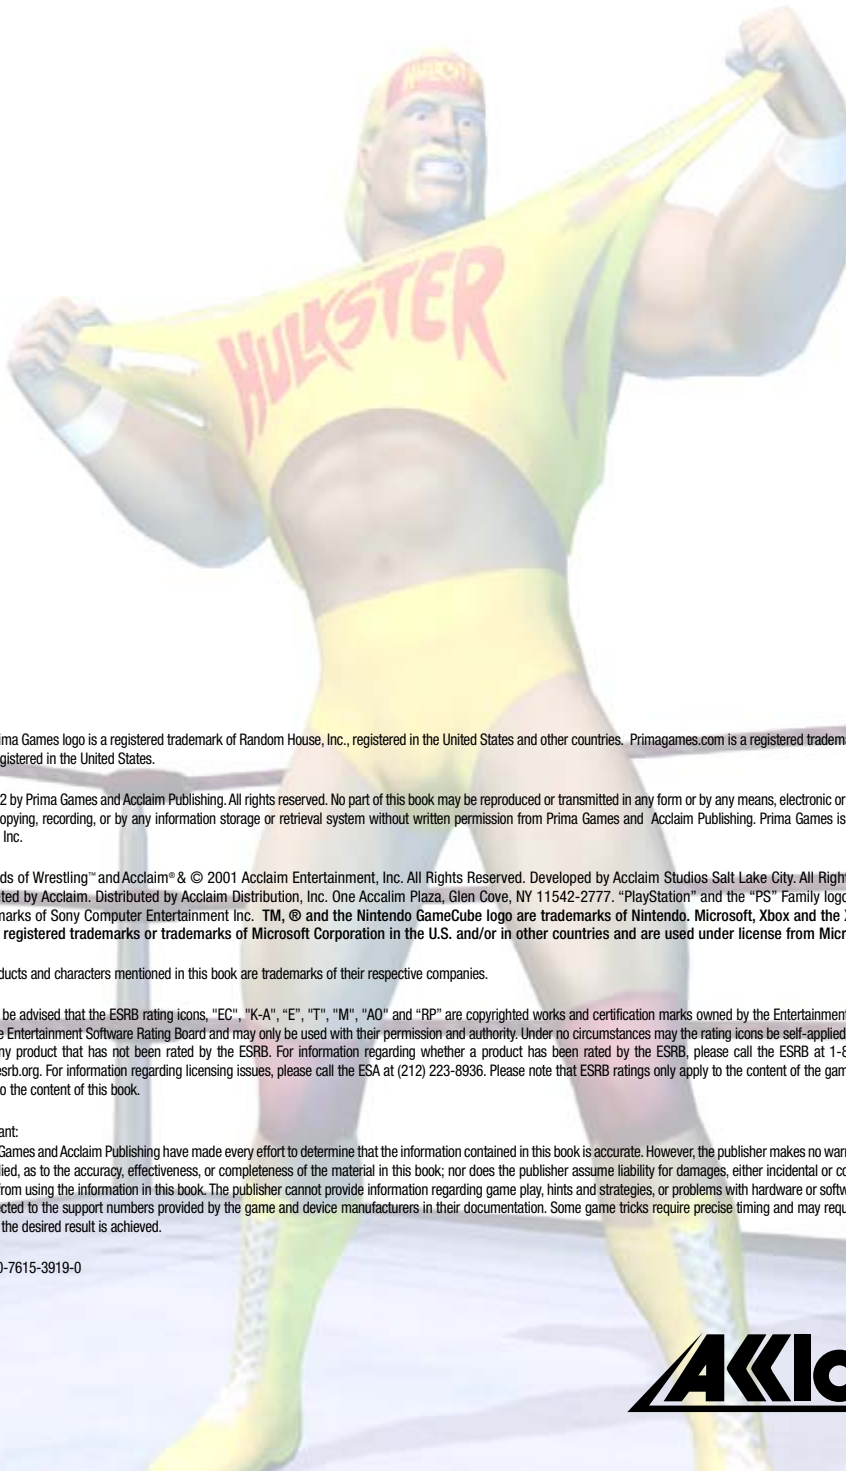 HULKSTER
HULKSTER
ima Games logo is a registered trademark of Random House, Inc., registered in the United States and other countries. Primagames.com is a registered tradema
gistered in the United States.
2 by Prima Games and Acclaim Publishing. All rights reserved. No part of this book may be reproduced or transmitted in any form or by any means, electronic or
opying, recording, or by any information storage or retrieval system without written permission from Prima Games and Acclaim Publishing. Prima Games is
Inc.
ds of Wrestling™ and Acclaim® & © 2001 Acclaim Entertainment, Inc. All Rights Reserved. Developed by Acclaim Studios Salt Lake City. All Right
ted by Acclaim. Distributed by Acclaim Distribution, Inc. One Accalim Plaza, Glen Cove, NY 11542-2777. “PlayStation” and the “PS” Family logo
marks of Sony Computer Entertainment Inc. TM, ® and the Nintendo GameCube logo are trademarks of Nintendo. Microsoft, Xbox and the X
registered trademarks or trademarks of Microsoft Corporation in the U.S. and/or in other countries and are used under license from Micr
ducts and characters mentioned in this book are trademarks of their respective companies.
be advised that the ESRB rating icons, "EC", "K-A", “E”, "T", "M", "AO" and “RP” are copyrighted works and certification marks owned by the Entertainment
e Entertainment Software Rating Board and may only be used with their permission and authority. Under no circumstances may the rating icons be self-applied
ny product that has not been rated by the ESRB. For information regarding whether a product has been rated by the ESRB, please call the ESRB at 1-8
esrb.org. For information regarding licensing issues, please call the ESA at (212) 223-8936. Please note that ESRB ratings only apply to the content of the gam
o the content of this book.
ant:
Games and Acclaim Publishing have made every effort to determine that the information contained in this book is accurate. However, the publisher makes no warr
lied, as to the accuracy, effectiveness, or completeness of the material in this book; nor does the publisher assume liability for damages, either incidental or co
from using the information in this book. The publisher cannot provide information regarding game play, hints and strategies, or problems with hardware or softw
cted to the support numbers provided by the game and device manufacturers in their documentation. Some game tricks require precise timing and may requ
the desired result is achieved.
0-7615-3919-0
AKKla